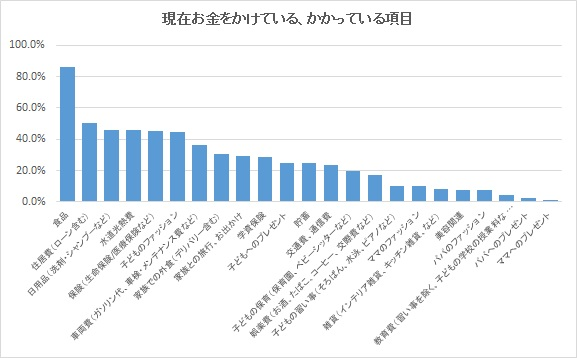 現在お金をかけている、かかっている項目
100.0%
80.0%
60.0%
40.0%
20.0%
0.0%
食品
住居費(ローン含む)
日用品(洗剤・シャンプーなど)
水道光熱費
保険(生命保険/医療保険など)
子どものファッション
車両費(ガソリン代、車検・メンテナンス費など)
家族での外食(デリバリー含む)
家族との旅行、お出かけ
学資保険
子どもへのプレゼント
貯蓄
交通費、通信費
子どもの保育(保育園、ベビーシッターなど)
娯楽費(お酒、たばこ、コーヒー、交際費など)
子どもの習い事(そろばん、水泳、ピアノなど)
ママのファッション
雑貨(インテリア雑貨、キッチン雑貨、など)
美容関連
パパのファッション
教育費(習い事を除く、子どもの学校の授業料な…
パパへのプレゼント
ママへのプレゼント